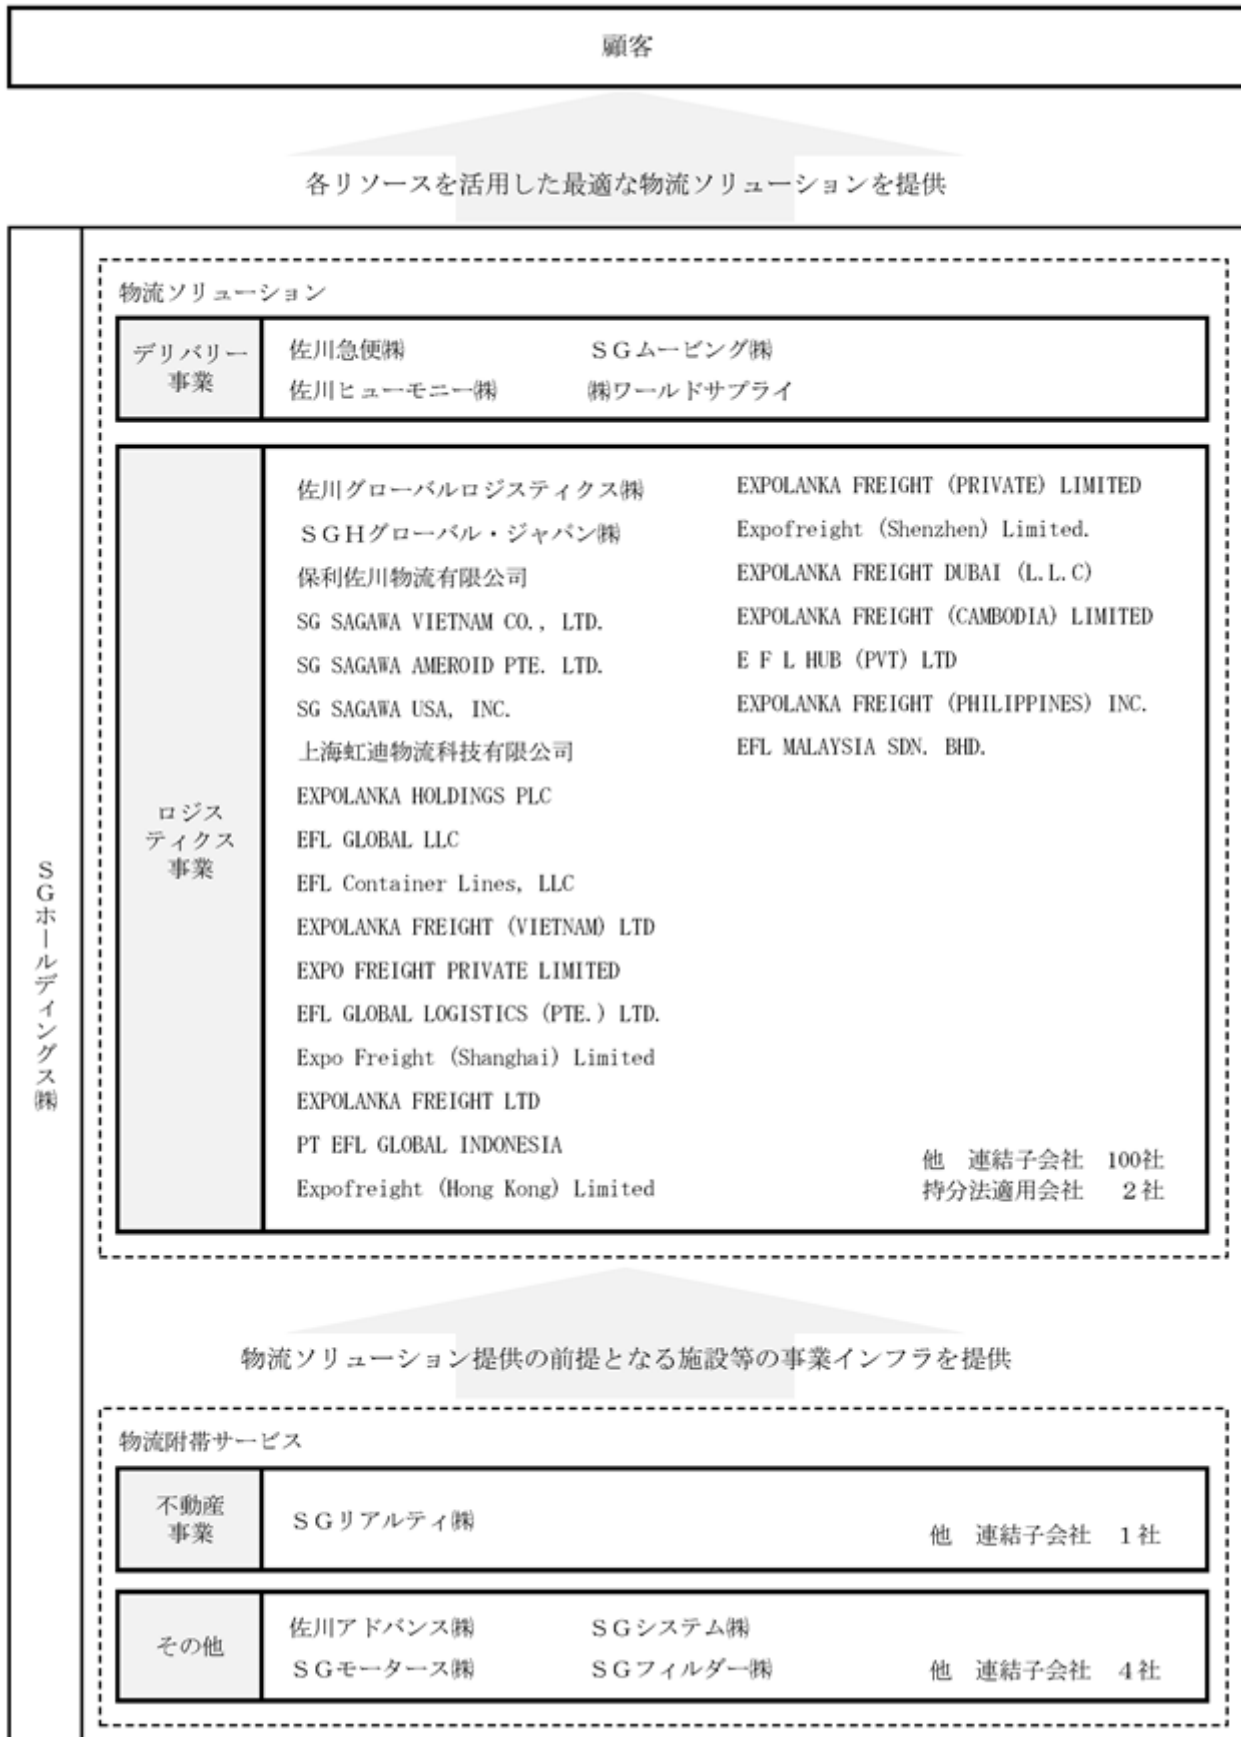 顧客
各リソースを活用した最適な物流ソリューションを提供
SGホールディングス㈱
物流ソリューション
デリバリー
事業
佐川急便㈱ ＳＧムービング㈱
佐川ヒューモニー㈱ ㈱ワールドサプライ
ロジス
ティクス
事業
佐川グローバルロジスティクス㈱
ＳＧＨグローバル・ジャパン㈱
保利佐川物流有限公司
SG SAGAWA VIETNAM CO., LTD.
SG SAGAWA AMEROID PTE. LTD.
SG SAGAWA USA, INC.
上海虹迪物流科技有限公司
EXPOLANKA HOLDINGS PLC
EFL GLOBAL LLC
EFL Container Lines, LLC
EXPOLANKA FREIGHT (VIETNAM) LTD
EXPO FREIGHT PRIVATE LIMITED
EFL GLOBAL LOGISTICS (PTE.) LTD.
Expo Freight (Shanghai) Limited
EXPOLANKA FREIGHT LTD
PT EFL GLOBAL INDONESIA
Expofreight (Hong Kong) Limited
EXPOLANKA FREIGHT (PRIVATE) LIMITED
Expofreight (Shenzhen) Limited.
EXPOLANKA FREIGHT DUBAI (L.L.C)
EXPOLANKA FREIGHT (CAMBODIA) LIMITED
E F L HUB (PVT) LTD
EXPOLANKA FREIGHT (PHILIPPINES) INC.
EFL MALAYSIA SDN. BHD.
他　連結子会社　100社
持分法適用会社　２社
物流ソリューション提供の前提となる施設等の事業インフラを提供
物流附帯サービス
不動産
事業
ＳＧリアルティ㈱
他　連結子会社　１社
その他
佐川アドバンス㈱ ＳＧシステム㈱
ＳＧモータース㈱ ＳＧフィルダー㈱ 他　連結子会社　４社